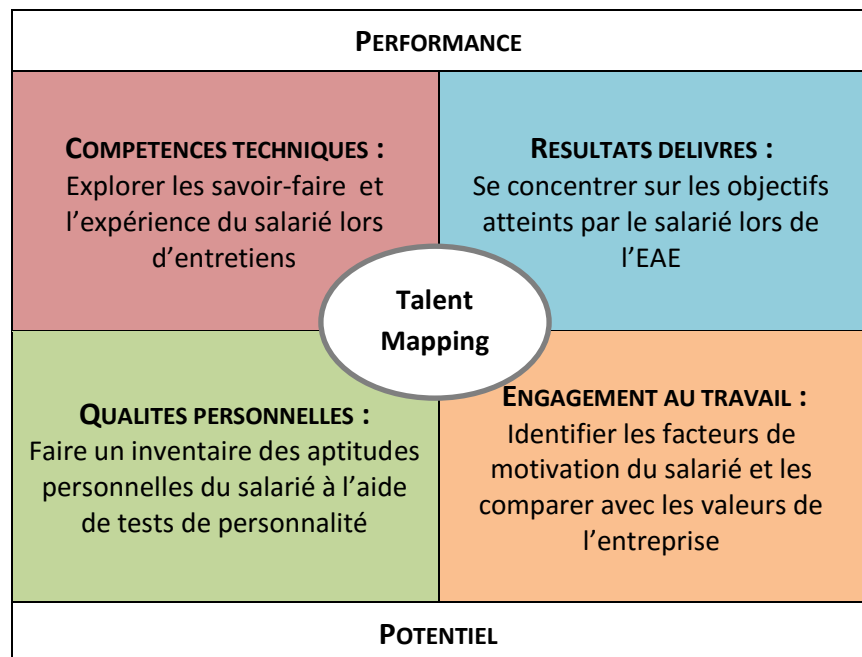 PERFORMANCE
COMPETENCES TECHNIQUES :
Explorer les savoir-faire et
l’expérience du salarié lors
d’entretiens
RESULTATS DELIVRES :
Se concentrer sur les objectifs
atteints par le salarié lors de
l’EAE
Talent
Mapping
QUALITES PERSONNELLES :
Faire un inventaire des aptitudes
personnelles du salarié à l’aide
de tests de personnalité
ENGAGEMENT AU TRAVAIL :
Identifier les facteurs de
motivation du salarié et les
comparer avec les valeurs de
l’entreprise
POTENTIEL